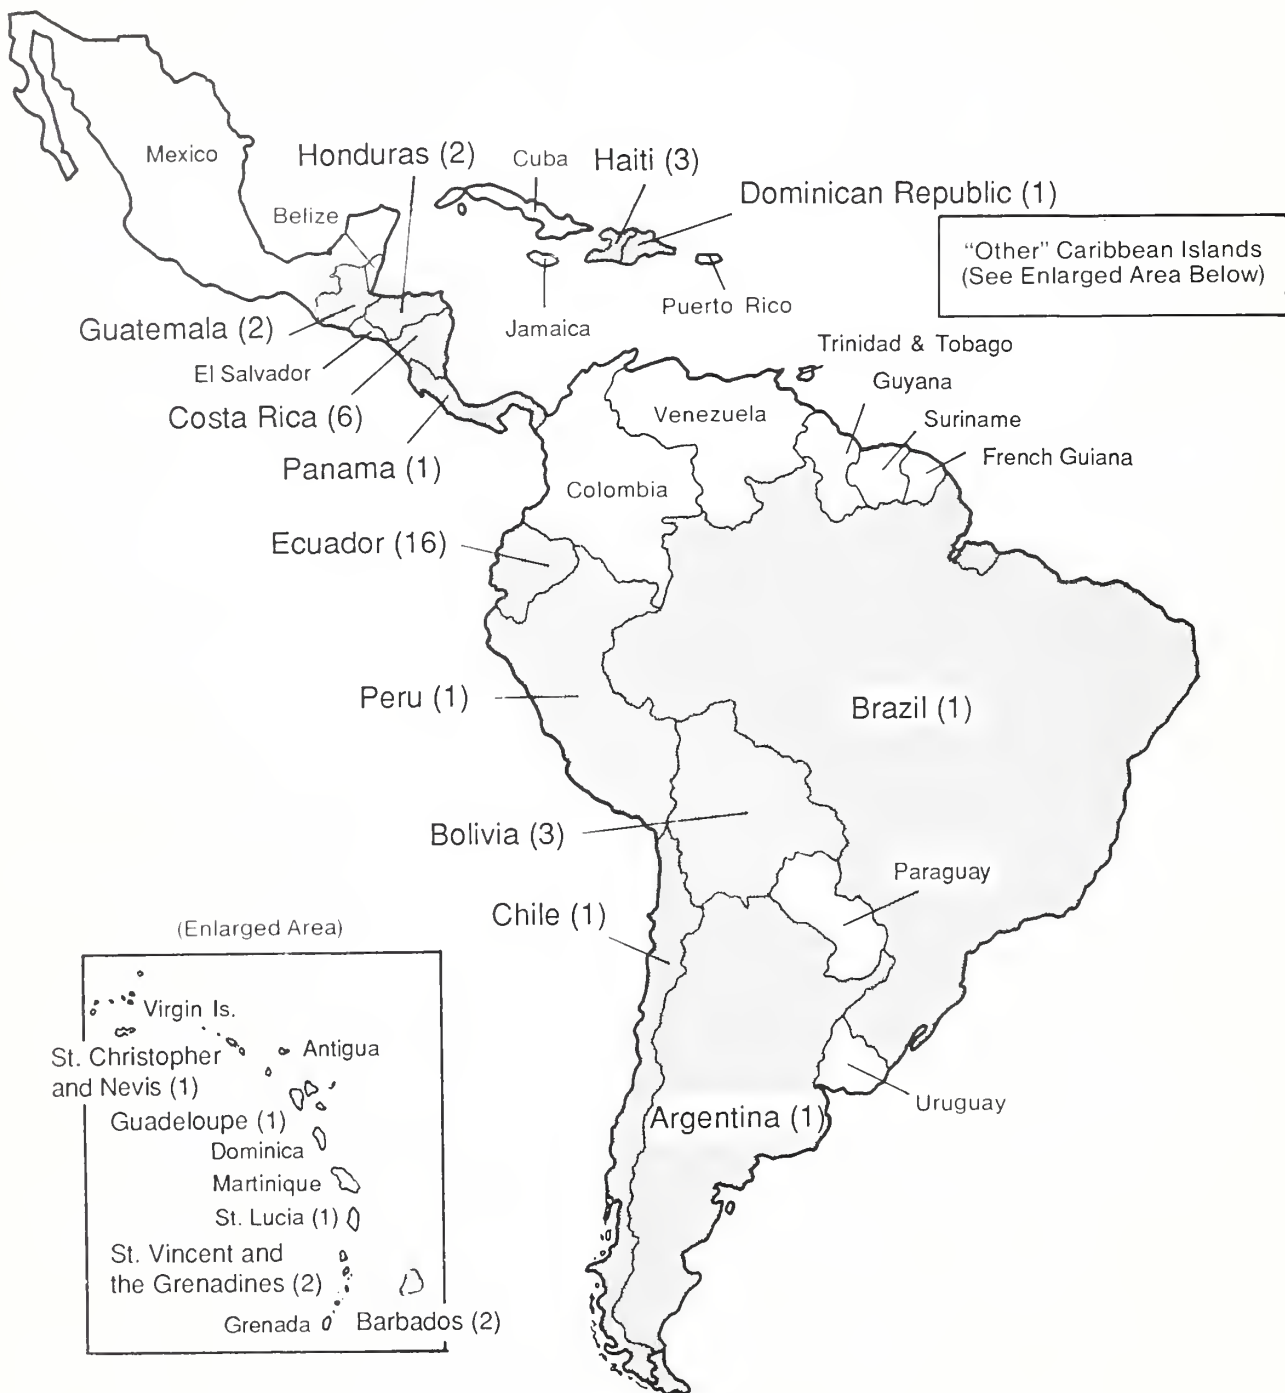 Mexico
Honduras (2)
Cuba
Haiti (3)
Dominican Republic (1)
Belize
"Other" Caribbean Islands
(See Enlarged Area Below)
Puerto Rico
Jamaica
Guatemala (2)
El Salvador
Costa Rica (6)
Panama (1)
Trinidad & Tobago
Guyana
Suriname
French Guiana
Venezuela
Colombia
Ecuador (16)
Peru (1)
Brazil (1)
Bolivia (3)
Paraguay
Chile (1)
Uruguay
Argentina (1)
(Enlarged Area)
Virgin Is.
St. Christopher
and Nevis (1)
Antigua
Guadeloupe (1)
Dominica
Martinique
St. Lucia (1)
St. Vincent and
the Grenadines (2)
Grenada
Barbados (2)